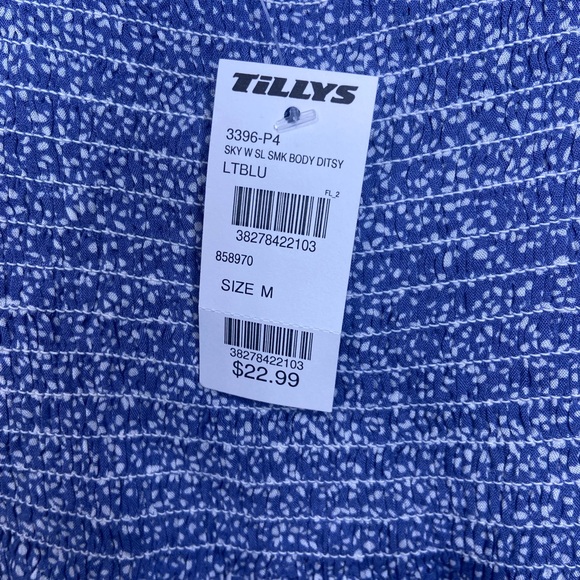 TiLLYS
3396-P4
SKY W SL SMK BODY DITSY
LTBLU
FL_2
38278422103
858970
SIZE M
38278422103
$22.99